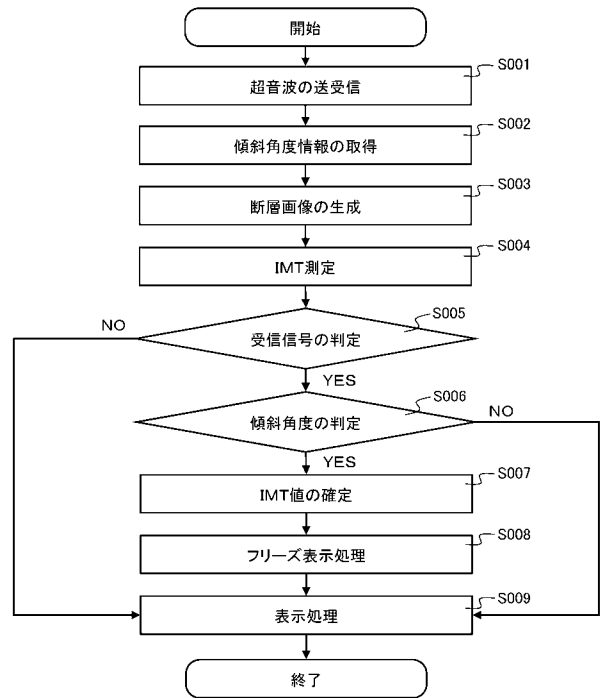 開始
S001
超音波の送受信
S002
傾斜角度情報の取得
S003
断層画像の生成
S004
IMT測定
S005
NO
受信信号の判定
YES
S006
NO
傾斜角度の判定
YES
S007
IMT値の確定
S008
フリーズ表示処理
S009
表示処理
終了